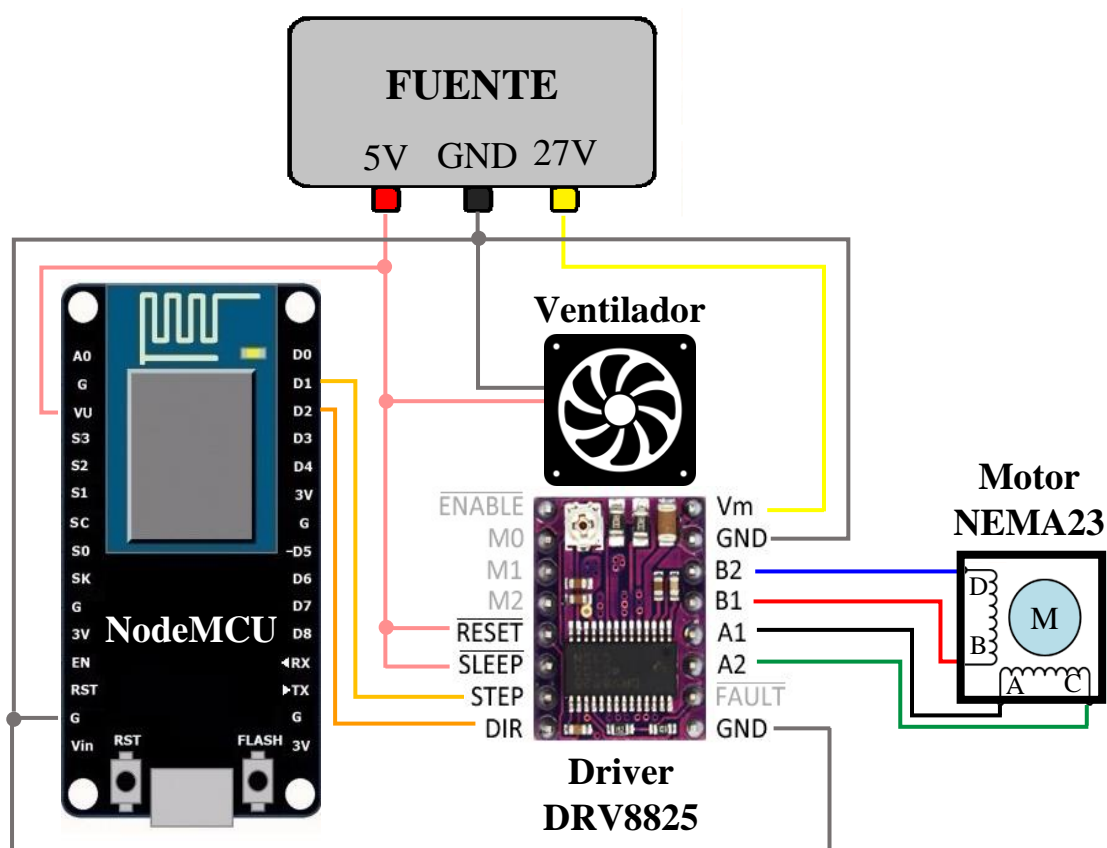 FUENTE
5V GND 27V
Ventilador
A0
G
VU
S3
S2
S1
SC
S0
SK
G
3V
EN
RST
G
Vin
D0
D1
D2
D3
D4
3V
G
D5
D6
D7
D8
RX
TX
G
3V
NodeMCU
RST
FLASH
ENABLE
M0
M1
M2
RESET
SLEEP
STEP
DIR
Vm
GND
B2
B1
A1
A2
FAULT
GND
Driver
DRV8825
Motor
NEMA23
D
B
M
A C